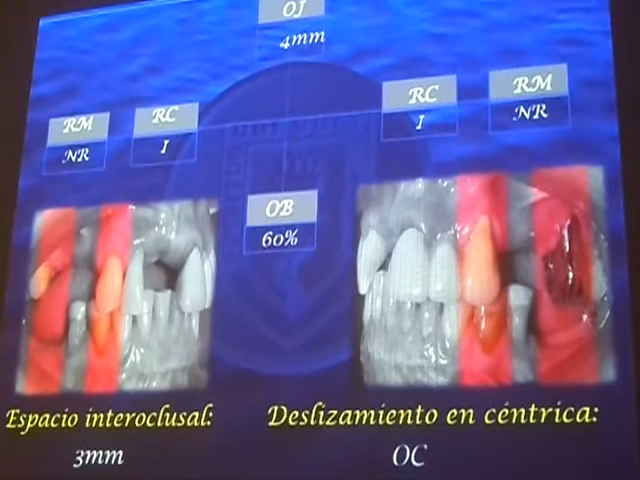 OJ
4mm
RM
NR
RC
I
RC
I
RM
NR
OB
60%
Espacio interoclusal:
3mm
Deslizamiento en céntrica:
OC